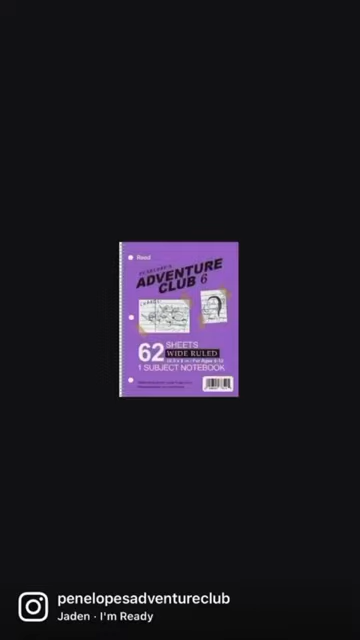 Read
ADVENTURE
CLUB 6
62 SHEETS
WIDE RULED
1 SUBJECT NOTEBOOK
penelopesadventureclub
Jaden · I'm Ready